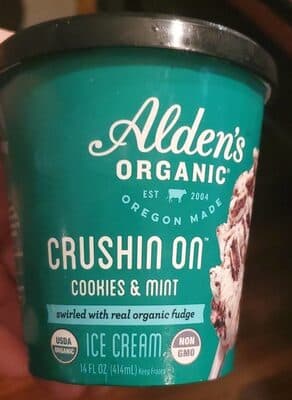 Alden's
ORGANIC®
EST 2004
OREGON MADE
CRUSHIN ON™
COOKIES & MINT
swirled with real organic fudge
USDA
ORGANIC
ICE CREAM
NON
GMO
14 FL OZ (414mL) Keep Frozen